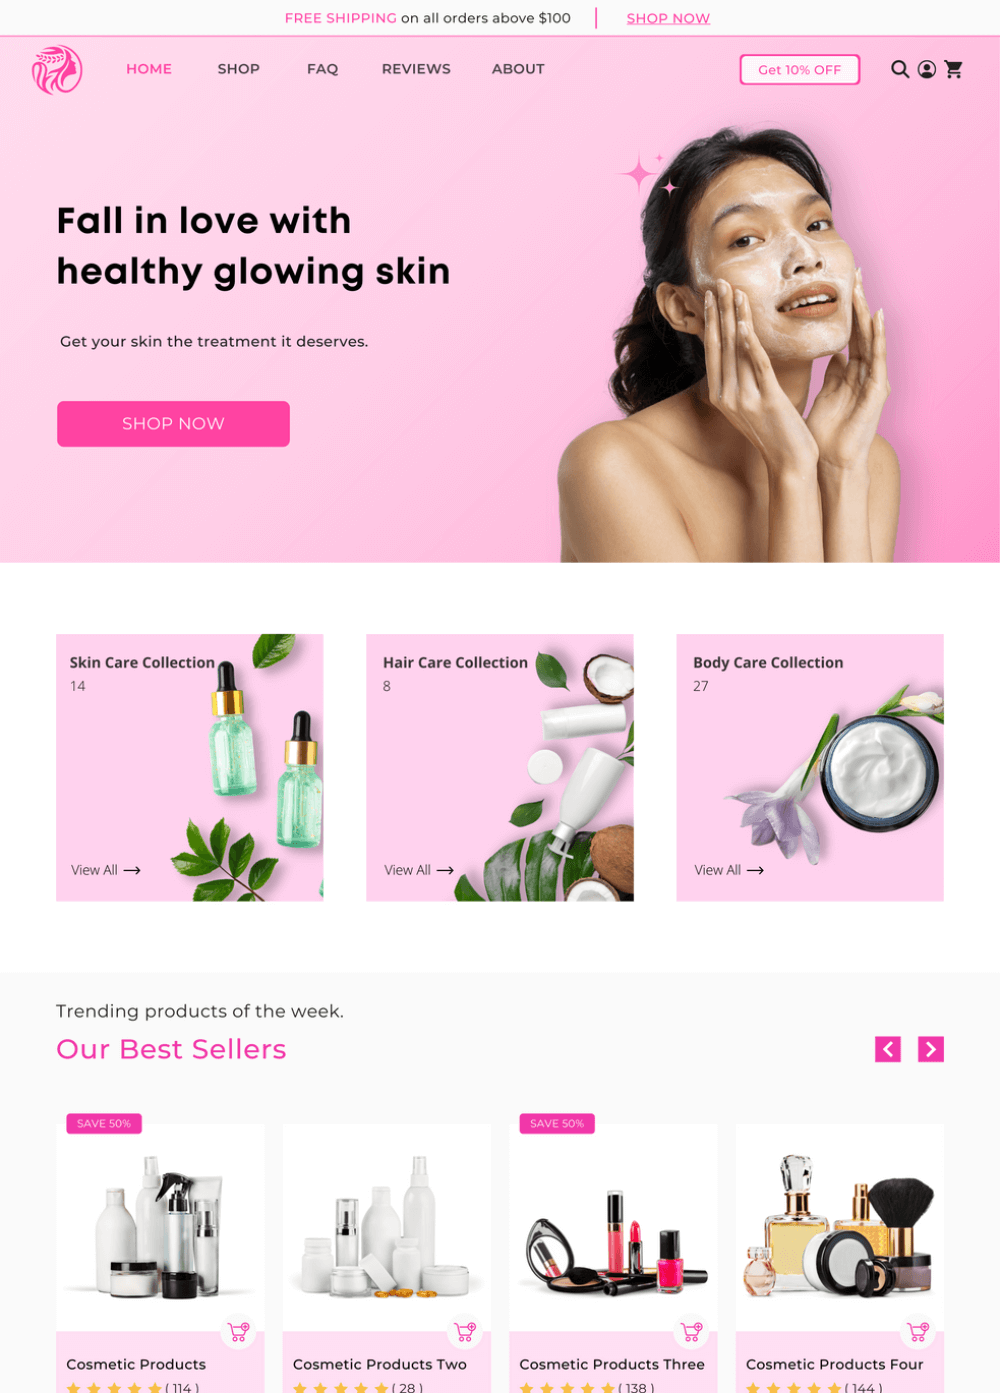 FREE SHIPPING on all orders above $100 SHOP NOW
HOME SHOP FAQ REVIEWS ABOUT Get 10% OFF
Fall in love with
healthy glowing skin
Get your skin the treatment it deserves.
SHOP NOW
Skin Care Collection
14
View All
Hair Care Collection
8
View All
Body Care Collection
27
View All
Trending products of the week.
Our Best Sellers
SAVE 50%
SAVE 50%
Cosmetic Products
(114)
Cosmetic Products Two
(28)
Cosmetic Products Three
(138)
Cosmetic Products Four
(144)